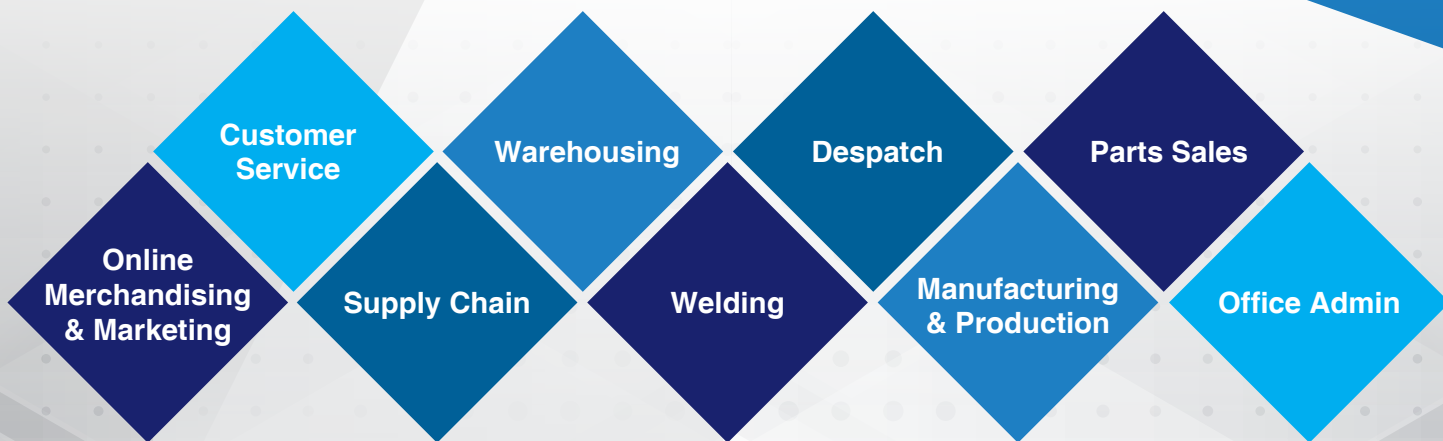 Customer
Service
Warehousing
Despatch
Parts Sales
Online
Merchandising
& Marketing
Supply Chain
Welding
Manufacturing
& Production
Office Admin